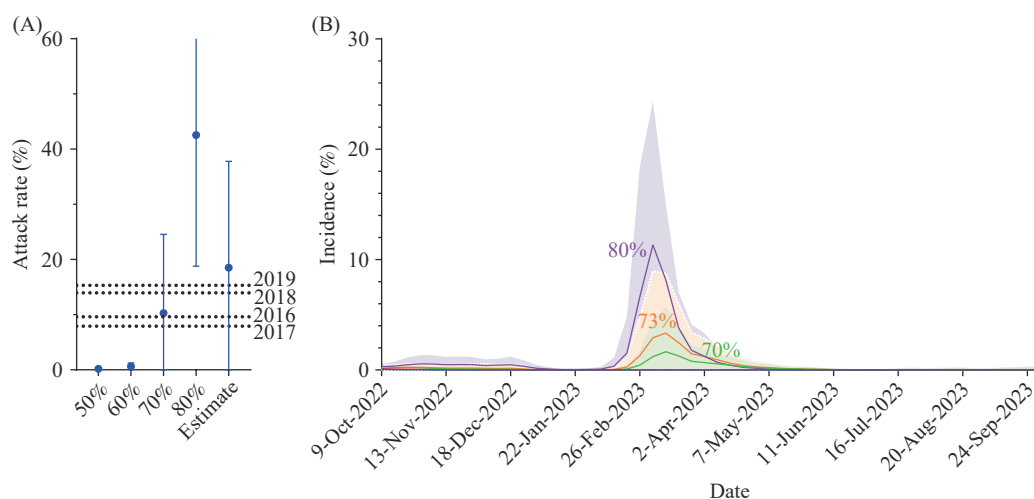 (A)
Attack rate (%)
60
40
20
0
2019
2018
2016
2017
50%
60%
70%
80%
Estimate
(B)
Incidence (%)
30
20
10
0
80%
73%
70%
9-Oct-2022
13-Nov-2022
18-Dec-2022
22-Jan-2023
26-Feb-2023
2-Apr-2023
7-May-2023
11-Jun-2023
16-Jul-2023
20-Aug-2023
24-Sep-2023
Date